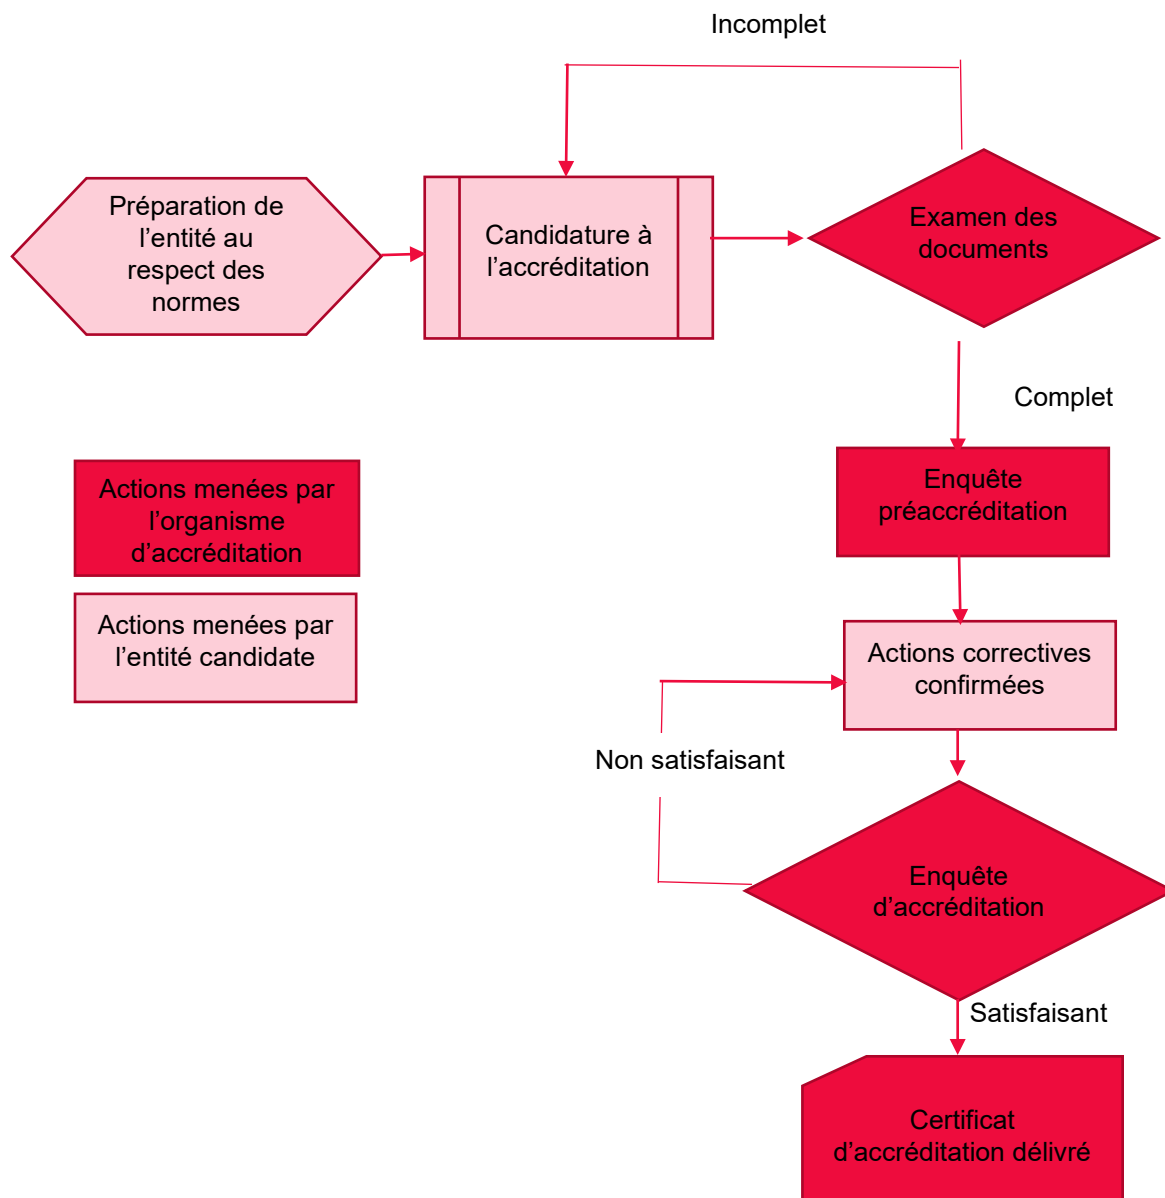 Incomplet
Préparation de
l’entité au
respect des
normes
Candidature à
l’accréditation
Examen des
documents
Complet
Actions menées par
l’organisme
d’accréditation
Enquête
préaccréditation
Actions menées par
l’entité candidate
Actions correctives
confirmées
Non satisfaisant
Enquête
d’accréditation
Satisfaisant
Certificat
d’accréditation délivré